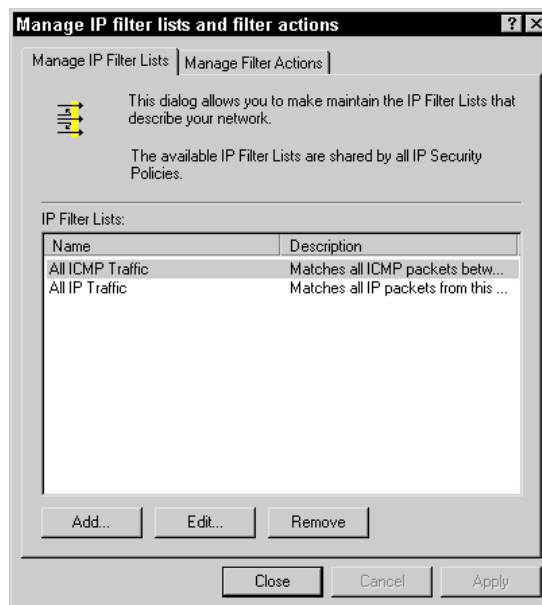 Manage IP filter lists and filter actions
Manage IP Filter Lists Manage Filter Actions
This dialog allows you to make maintain the IP Filter Lists that
describe your network.
The available IP Filter Lists are shared by all IP Security
Policies.
IP Filter Lists:
Name Description
All ICMP Traffic Matches all ICMP packets betw...
All IP Traffic Matches all IP packets from this ...
Add... Edit... Remove
Close Cancel Apply